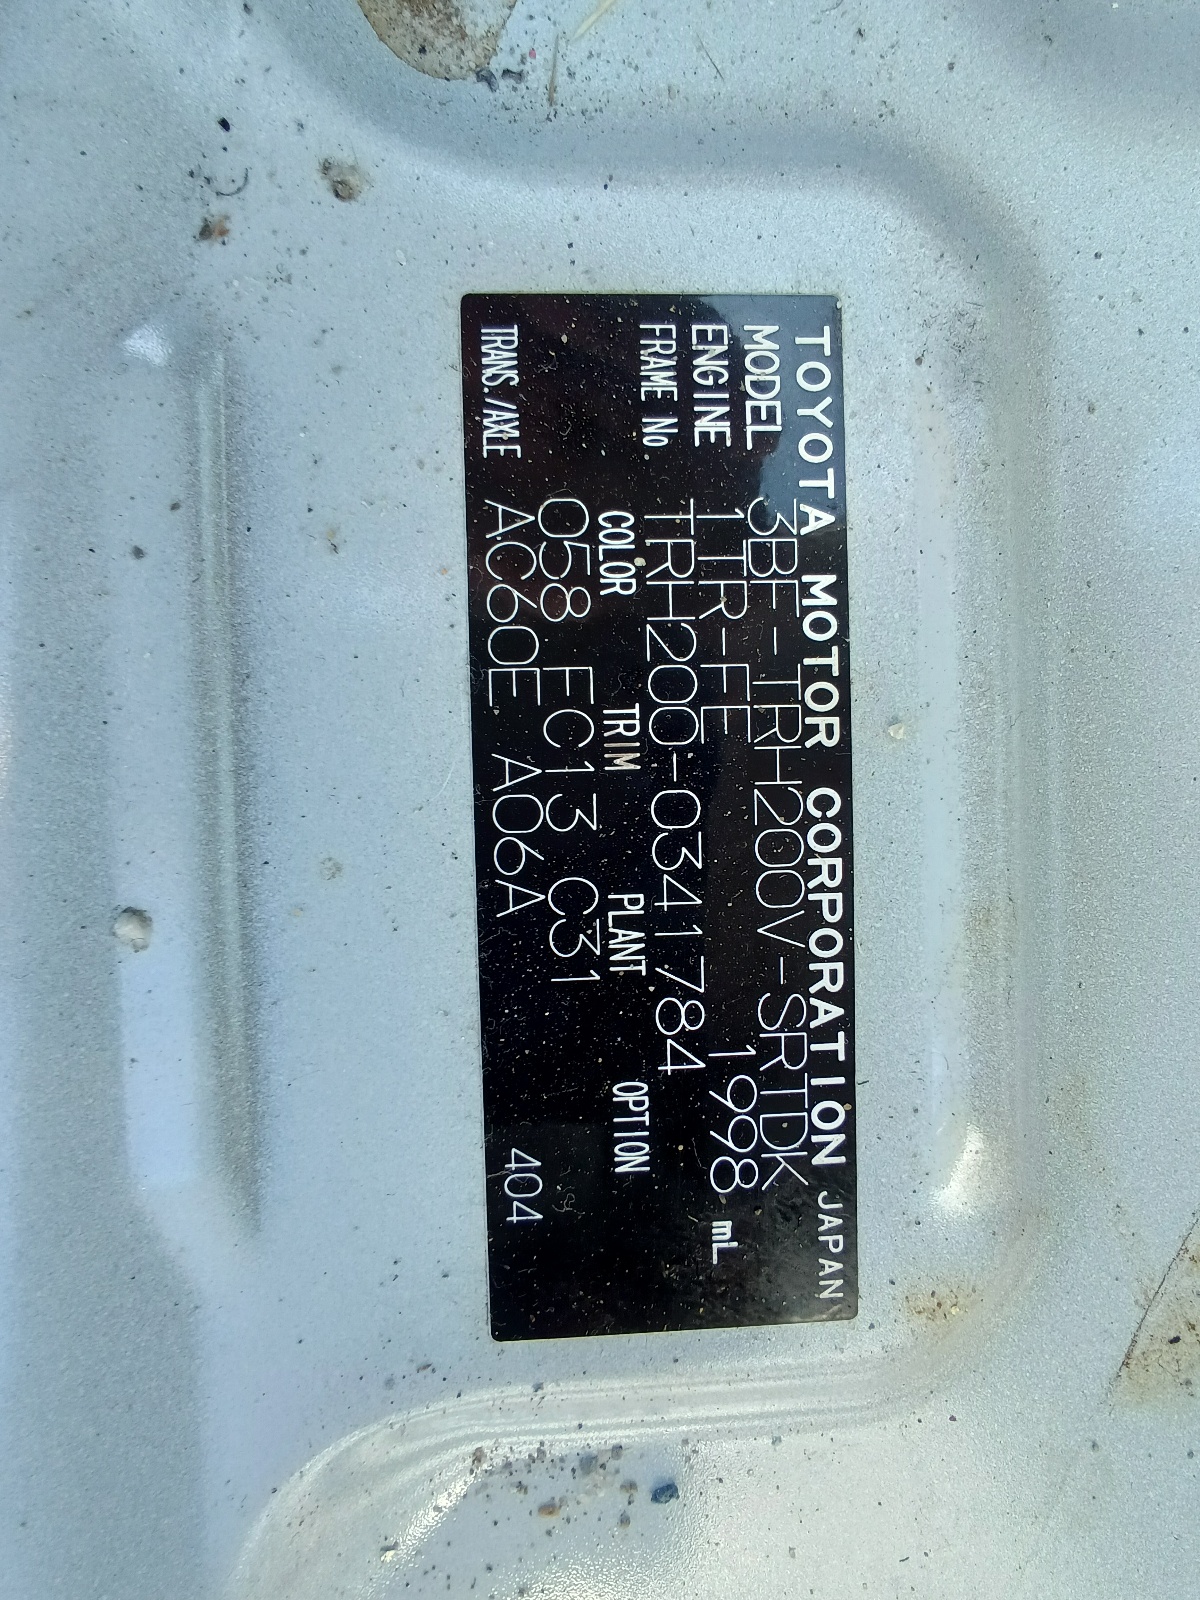 TOYOTA MOTOR CORPORATION JAPAN
MODEL 3BF-TRH200V-SRTDK
ENGINE 1TR-FE 1998 mL
FRAME No. TRH200-0341784
COLOR TRIM PLANT OPTION
058 FC13 C31
TRANS./AXLE AC60E A06A 404